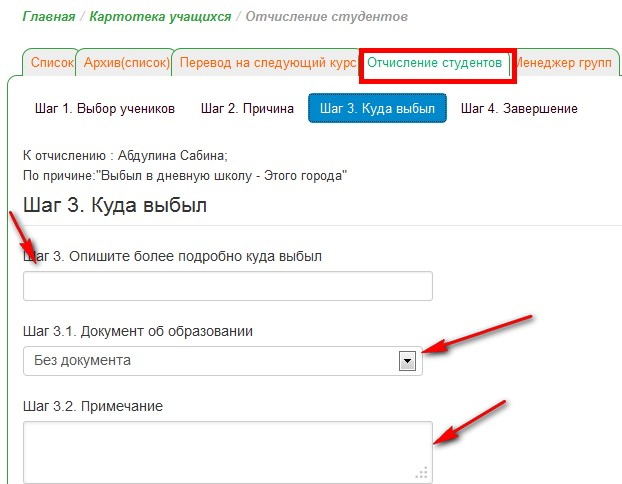 Главная / Картотека учащихся / Отчисление студентов
Список Архив(список) Перевод на следующий курс Отчисление студентов Менеджер групп
Шаг 1. Выбор учеников Шаг 2. Причина Шаг 3. Куда выбыл Шаг 4. Завершение
К отчислению : Абдулина Сабина;
По причине:"Выбыл в дневную школу - Этого города"
Шаг 3. Куда выбыл
Шаг 3. Опишите более подробно куда выбыл
Шаг 3.1. Документ об образовании
Без документа
Шаг 3.2. Примечание